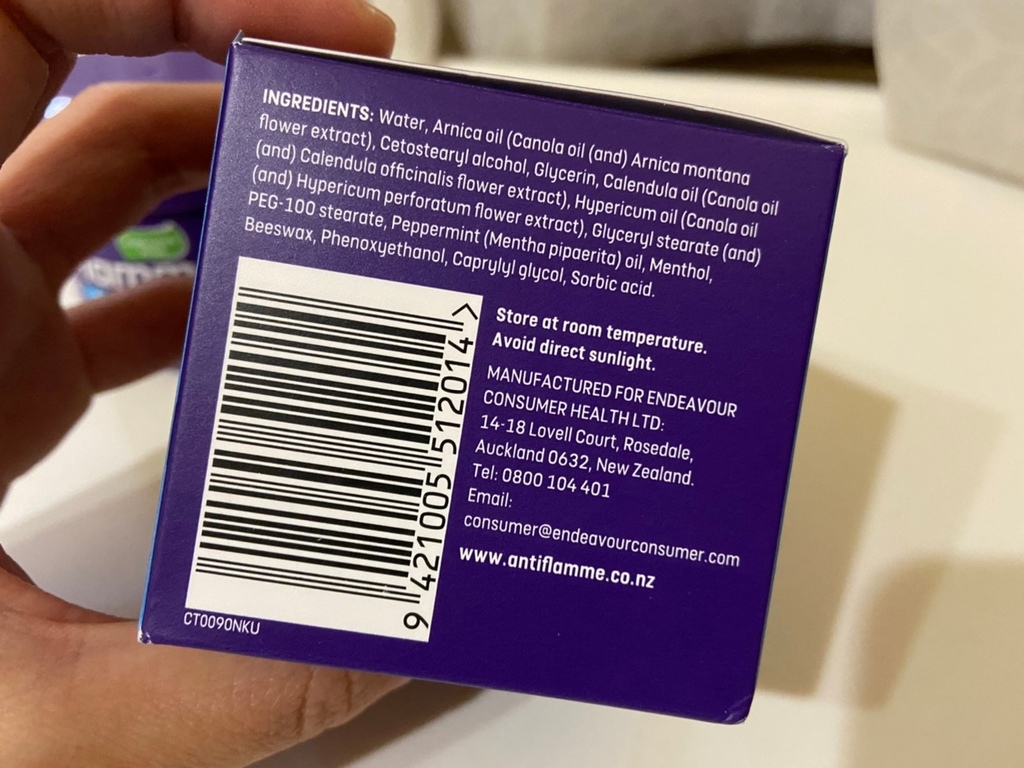 INGREDIENTS: Water, Arnica oil (Canola oil (and) Arnica montana
flower extract), Cetostearyl alcohol, Glycerin, Calendula oil (Canola oil
(and) Calendula officinalis flower extract), Hypericum oil (Canola oil
(and) Hypericum perforatum flower extract), Glyceryl stearate (and)
PEG-100 stearate, Peppermint (Mentha pipaerita) oil, Menthol,
Beeswax, Phenoxyethanol, Caprylyl glycol, Sorbic acid.
Store at room temperature.
Avoid direct sunlight.
MANUFACTURED FOR ENDEAVOUR
CONSUMER HEALTH LTD:
14-18 Lovell Court, Rosedale,
Auckland 0632, New Zealand.
Tel: 0800 104 401
Email:
consumer@endeavourconsumer.com
www.antiflamme.co.nz
9 421005 512014 >
CT0090NKU